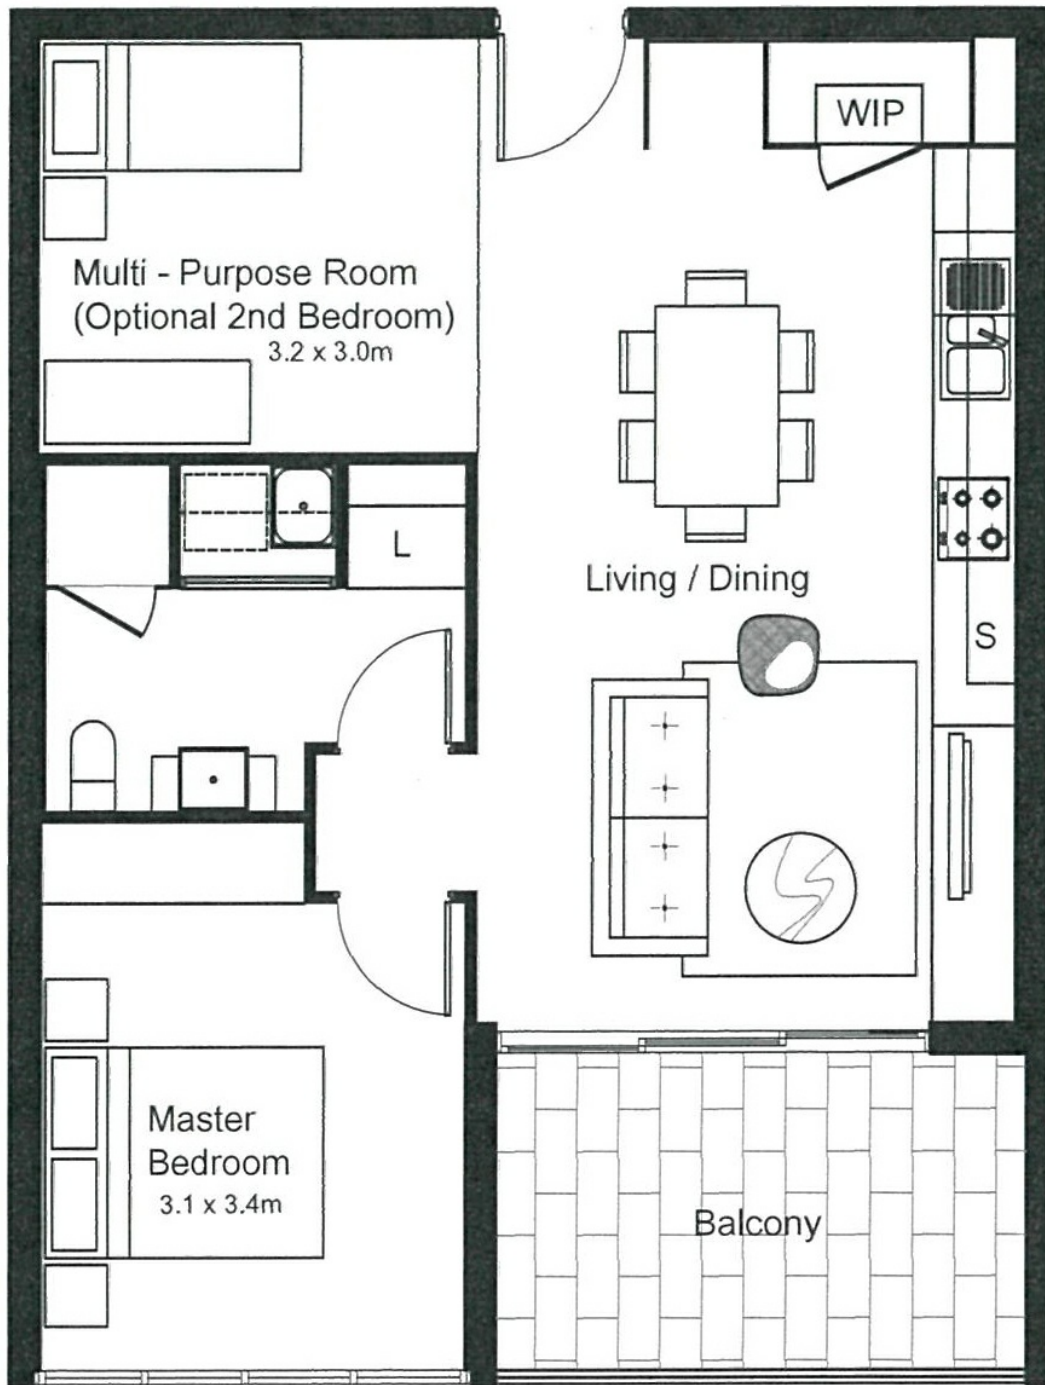 WIP
Multi - Purpose Room
(Optional 2nd Bedroom)
3.2 x 3.0m
L
Living / Dining
S
Master
Bedroom
3.1 x 3.4m
Balcony